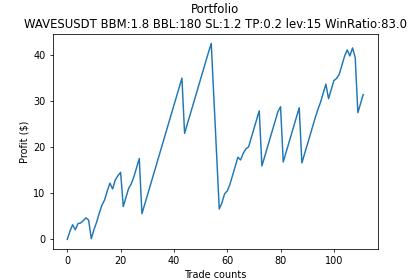 Portfolio
WAVESUSDT BBM:1.8 BBL:180 SL:1.2 TP:0.2 lev:15 WinRatio:83.0
40
30
20
10
0
Profit ($)
0 20 40 60 80 100
Trade counts